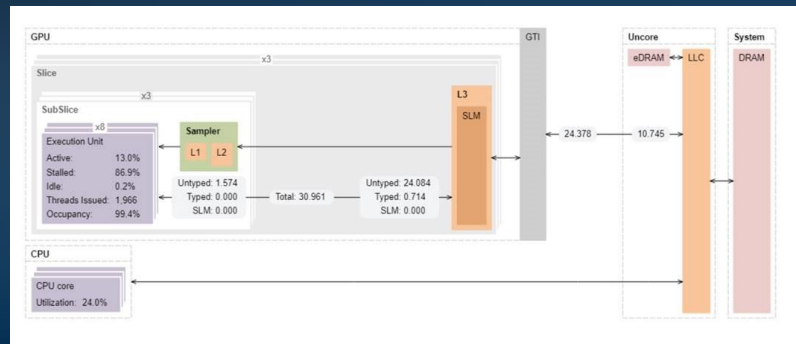 GPU
GTI
Uncore
System
x3
eDRAM
LLC
DRAM
Slice
x3
L3
SubSlice
SLM
x8
Sampler
Execution Unit
L1
L2
Active: 13.0%
Stalled: 86.9%
Idle: 0.2%
Threads Issued: 1,966
Occupancy: 99.4%
Untyped: 1.574
Typed: 0.000
SLM: 0.000
Total: 30.961
Untyped: 24.084
Typed: 0.714
SLM: 0.000
24.378
10.745
CPU
CPU core
Utilization: 24.0%